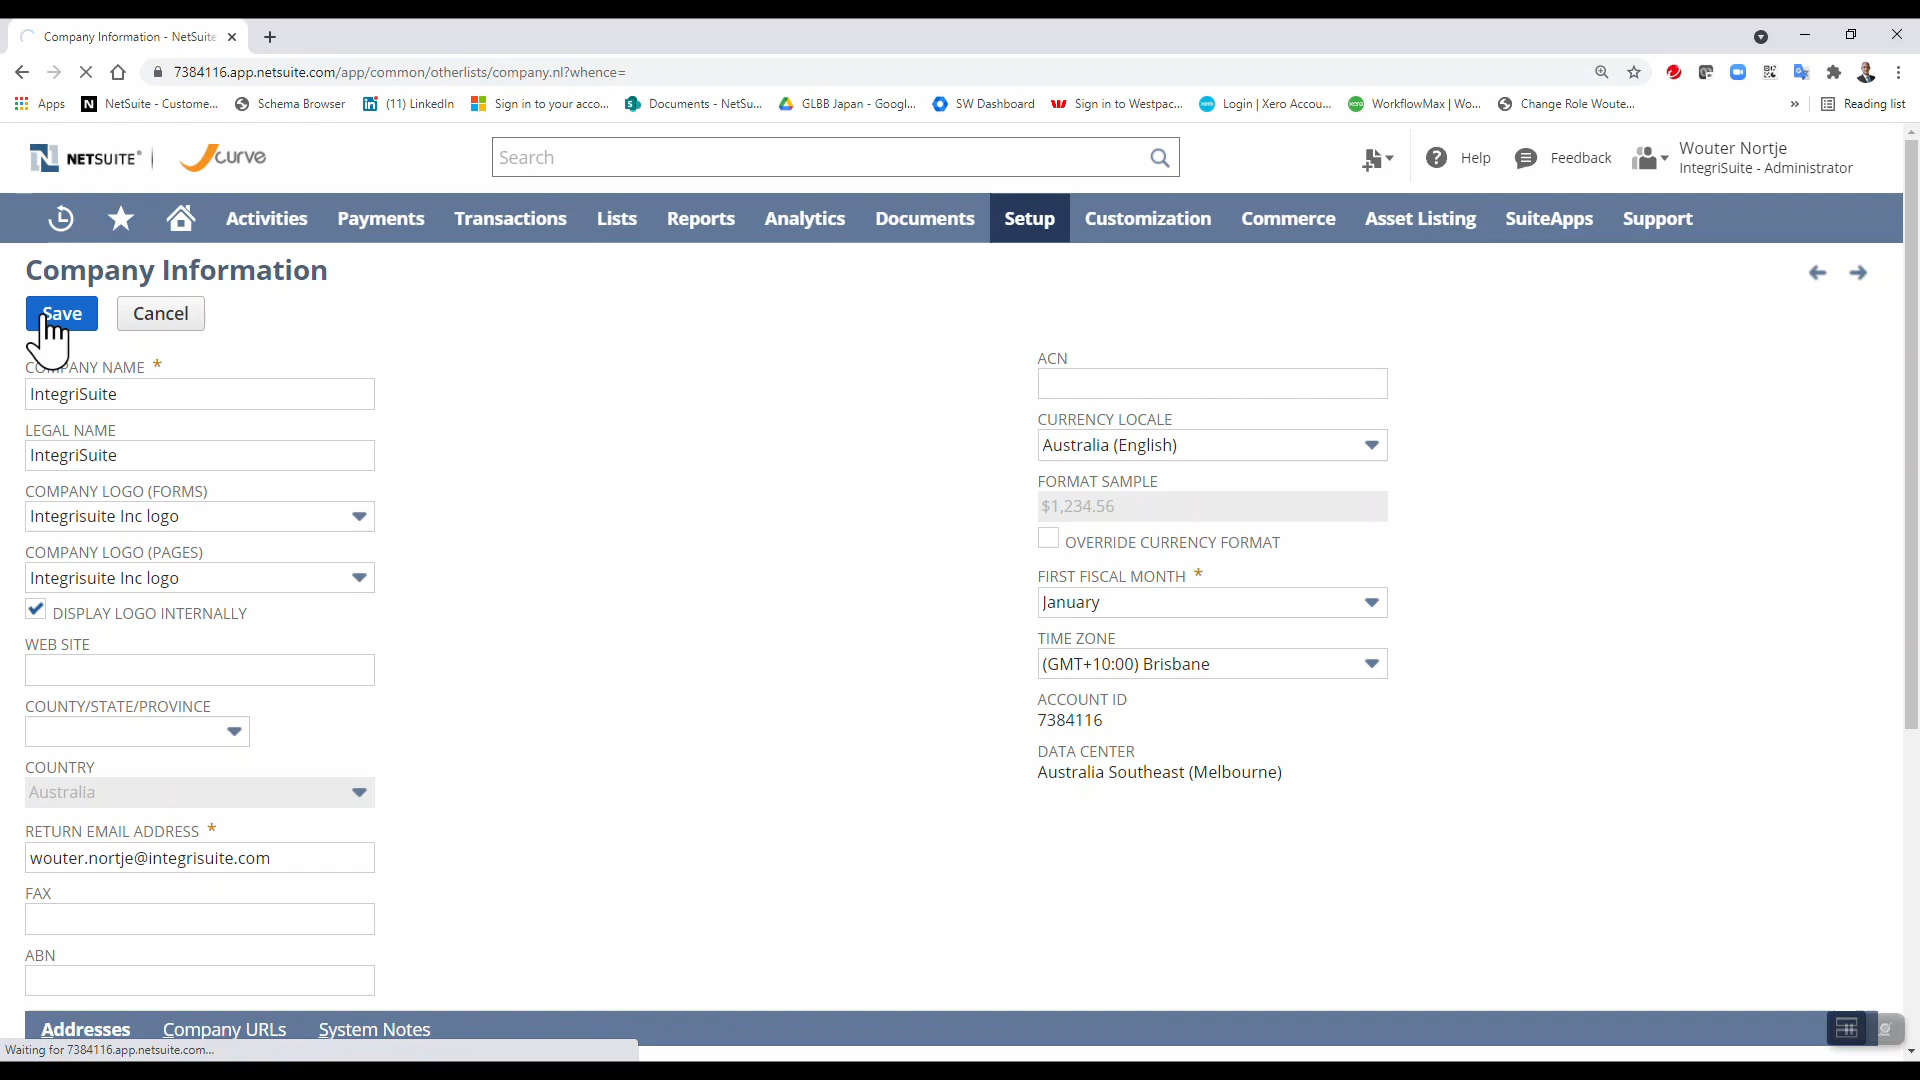 Company Information - NetSuite
7384116.app.netsuite.com/app/common/otherlists/company.nl?whence=
Apps NetSuite - Custome... Schema Browser (11) LinkedIn Sign in to your acco... Documents - NetSu... GLBB Japan - Googl... SW Dashboard Sign in to Westpac... Login | Xero Accou... WorkflowMax | Wo... Change Role Woute... » Reading list
NETSUITE curve Search Help Feedback Wouter Nortje
IntegriSuite - Administrator
Activities Payments Transactions Lists Reports Analytics Documents Setup Customization Commerce Asset Listing SuiteApps Support
Company Information
Save Cancel
COMPANY NAME *
IntegriSuite
LEGAL NAME
IntegriSuite
COMPANY LOGO (FORMS)
Integrisuite Inc logo
COMPANY LOGO (PAGES)
Integrisuite Inc logo
DISPLAY LOGO INTERNALLY
WEB SITE
COUNTY/STATE/PROVINCE
COUNTRY
Australia
RETURN EMAIL ADDRESS *
wouter.nortje@integrisuite.com
FAX
ABN
ACN
CURRENCY LOCALE
Australia (English)
FORMAT SAMPLE
$1,234.56
OVERRIDE CURRENCY FORMAT
FIRST FISCAL MONTH *
January
TIME ZONE
(GMT+10:00) Brisbane
ACCOUNT ID
7384116
DATA CENTER
Australia Southeast (Melbourne)
Addresses Company URLs System Notes
Waiting for 7384116.app.netsuite.com...